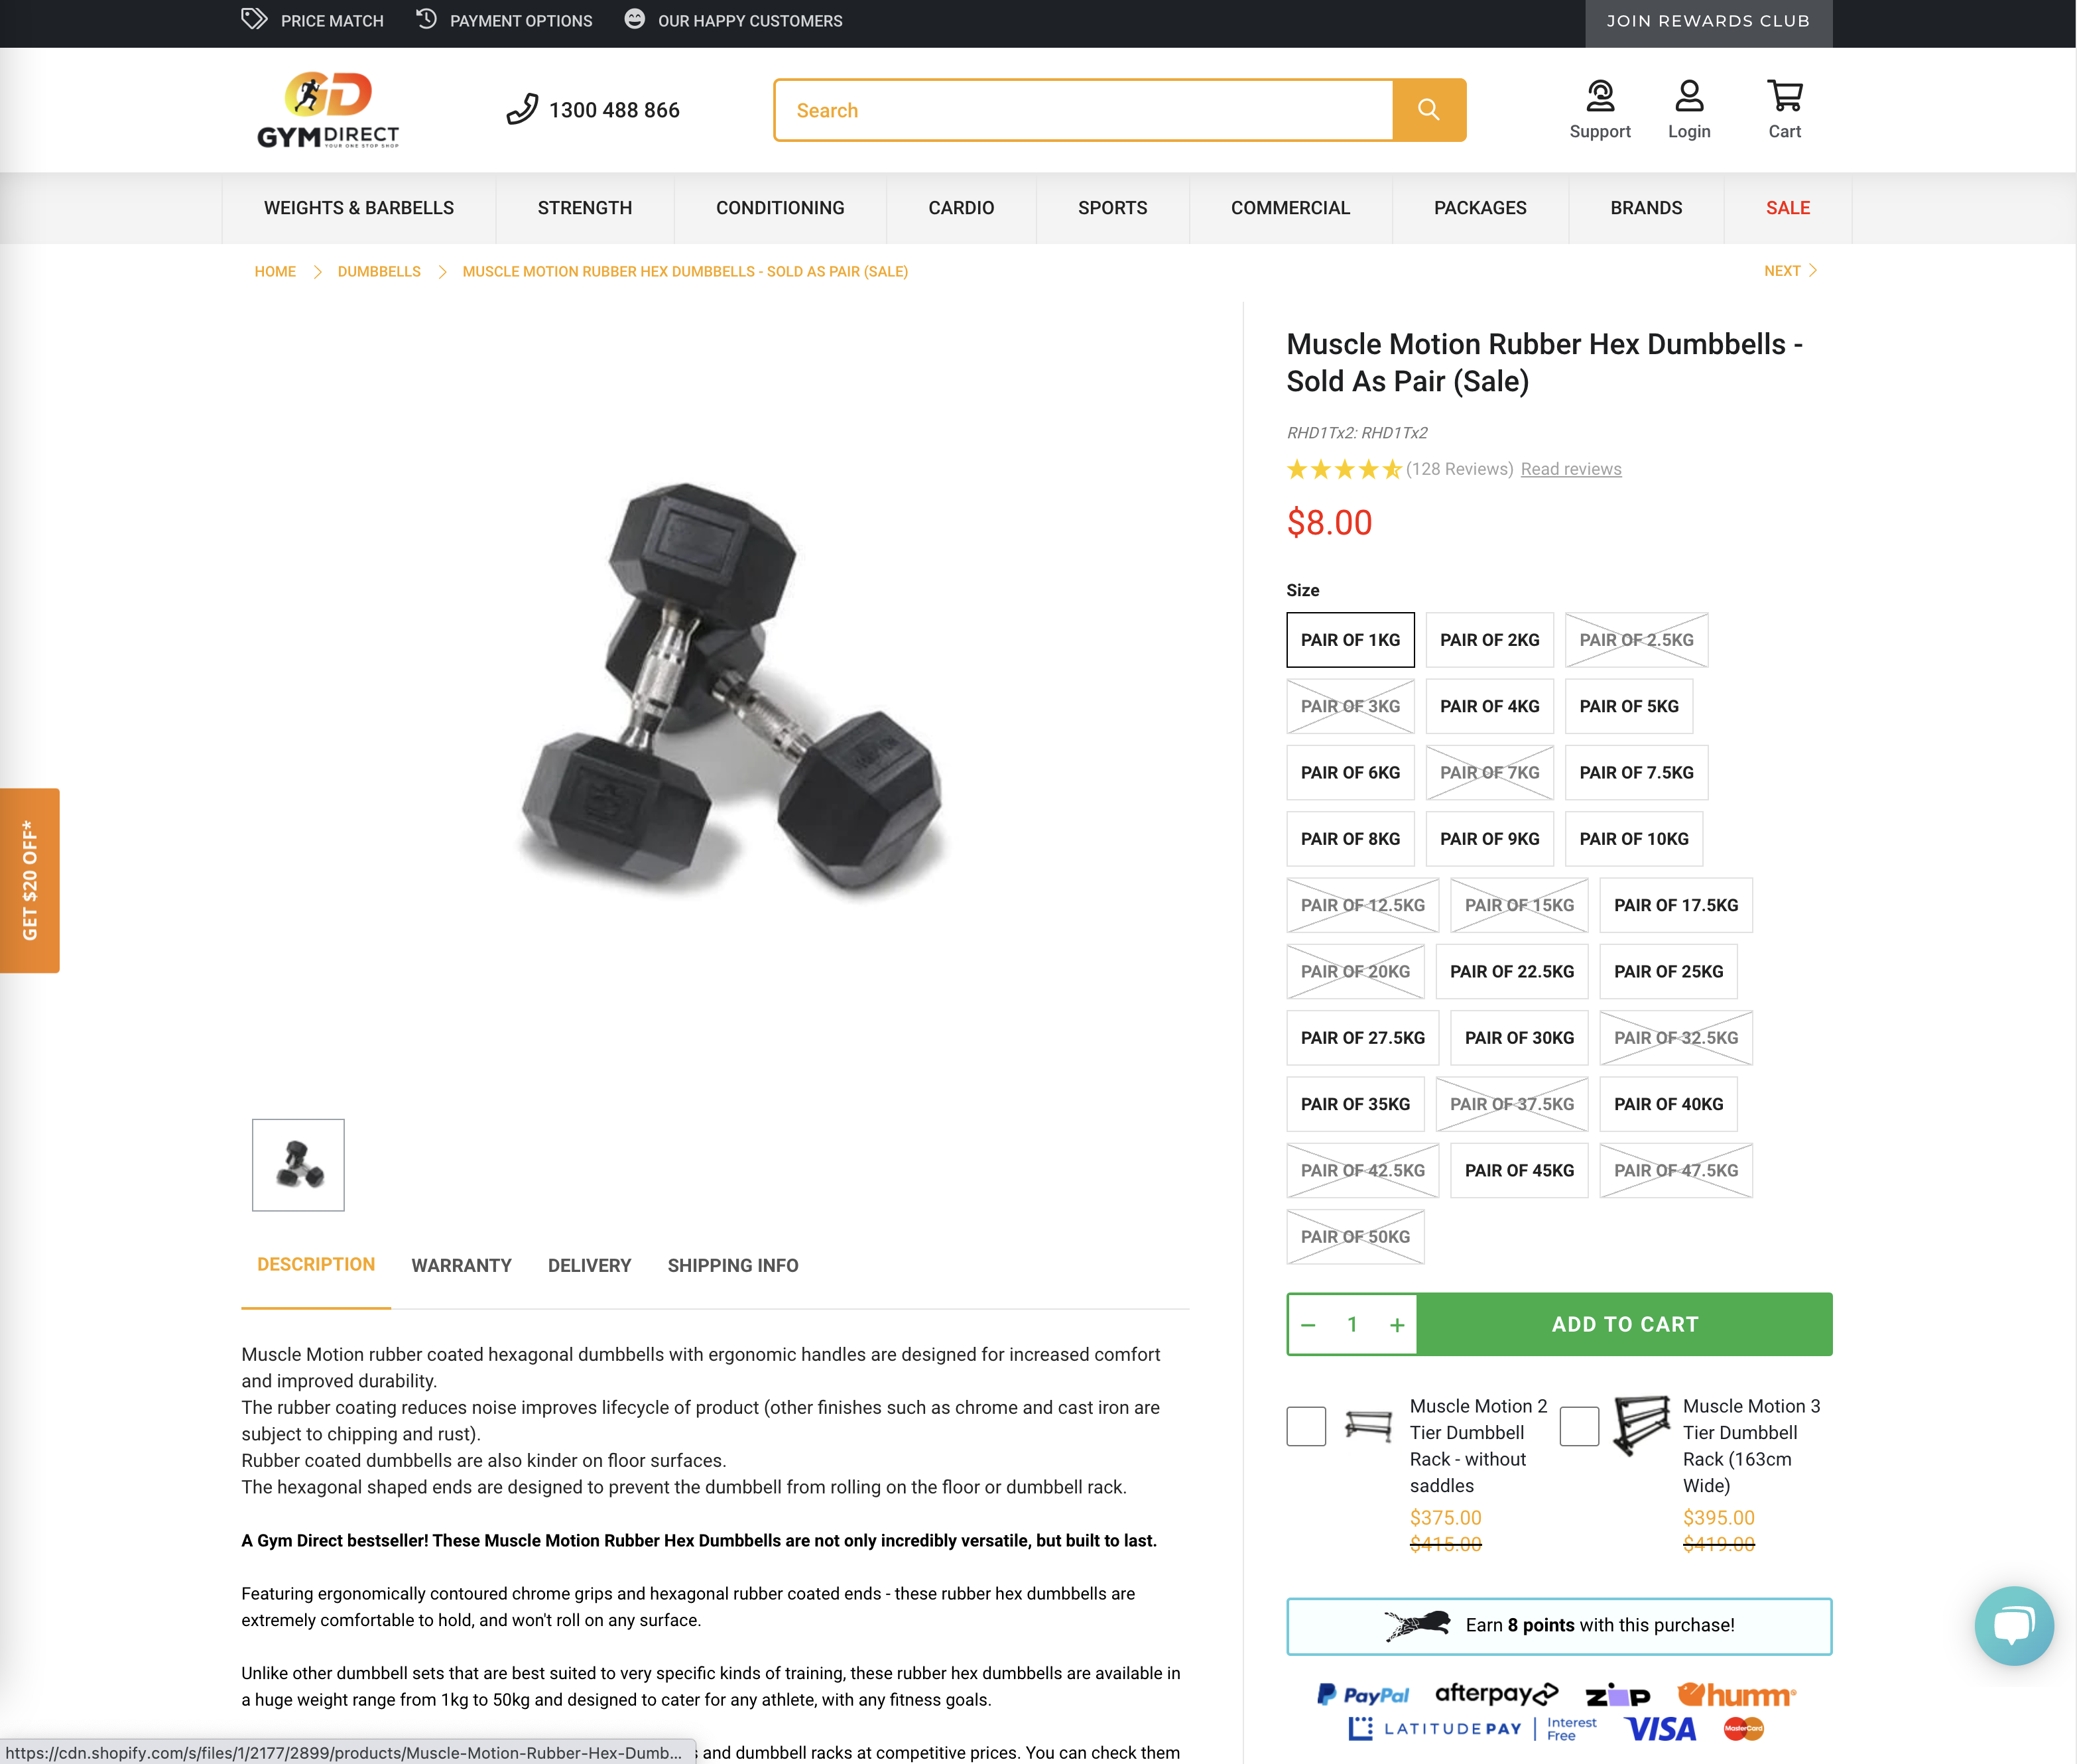 PRICE MATCH
PAYMENT OPTIONS
OUR HAPPY CUSTOMERS
JOIN REWARDS CLUB
GD
GYMDIRECT
YOUR ONE STOP SHOP
1300 488 866
Search
Support
Login
Cart
WEIGHTS & BARBELLS
STRENGTH
CONDITIONING
CARDIO
SPORTS
COMMERCIAL
PACKAGES
BRANDS
SALE
HOME > DUMBBELLS > MUSCLE MOTION RUBBER HEX DUMBBELLS - SOLD AS PAIR (SALE)
NEXT >
GET $20 OFF*
DESCRIPTION
WARRANTY
DELIVERY
SHIPPING INFO
Muscle Motion rubber coated hexagonal dumbbells with ergonomic handles are designed for increased comfort
and improved durability.
The rubber coating reduces noise improves lifecycle of product (other finishes such as chrome and cast iron are
subject to chipping and rust).
Rubber coated dumbbells are also kinder on floor surfaces.
The hexagonal shaped ends are designed to prevent the dumbbell from rolling on the floor or dumbbell rack.
A Gym Direct bestseller! These Muscle Motion Rubber Hex Dumbbells are not only incredibly versatile, but built to last.
Featuring ergonomically contoured chrome grips and hexagonal rubber coated ends - these rubber hex dumbbells are
extremely comfortable to hold, and won't roll on any surface.
Unlike other dumbbell sets that are best suited to very specific kinds of training, these rubber hex dumbbells are available in
a huge weight range from 1kg to 50kg and designed to cater for any athlete, with any fitness goals.
and dumbbell racks at competitive prices. You can check them
https://cdn.shopify.com/s/files/1/2177/2899/products/Muscle-Motion-Rubber-Hex-Dumb...
Muscle Motion Rubber Hex Dumbbells -
Sold As Pair (Sale)
RHD1Tx2: RHD1Tx2
(128 Reviews) Read reviews
$8.00
Size
PAIR OF 1KG
PAIR OF 2KG
PAIR OF 2.5KG
PAIR OF 3KG
PAIR OF 4KG
PAIR OF 5KG
PAIR OF 6KG
PAIR OF 7KG
PAIR OF 7.5KG
PAIR OF 8KG
PAIR OF 9KG
PAIR OF 10KG
PAIR OF 12.5KG
PAIR OF 15KG
PAIR OF 17.5KG
PAIR OF 20KG
PAIR OF 22.5KG
PAIR OF 25KG
PAIR OF 27.5KG
PAIR OF 30KG
PAIR OF 32.5KG
PAIR OF 35KG
PAIR OF 37.5KG
PAIR OF 40KG
PAIR OF 42.5KG
PAIR OF 45KG
PAIR OF 47.5KG
PAIR OF 50KG
− 1 +
ADD TO CART
Muscle Motion 2
Tier Dumbbell
Rack - without
saddles
$375.00
$415.00
Muscle Motion 3
Tier Dumbbell
Rack (163cm
Wide)
$395.00
$419.00
Earn 8 points with this purchase!
PayPal
afterpay
zip
humm
LATITUDEPAY
Interest
Free
VISA
MasterCard